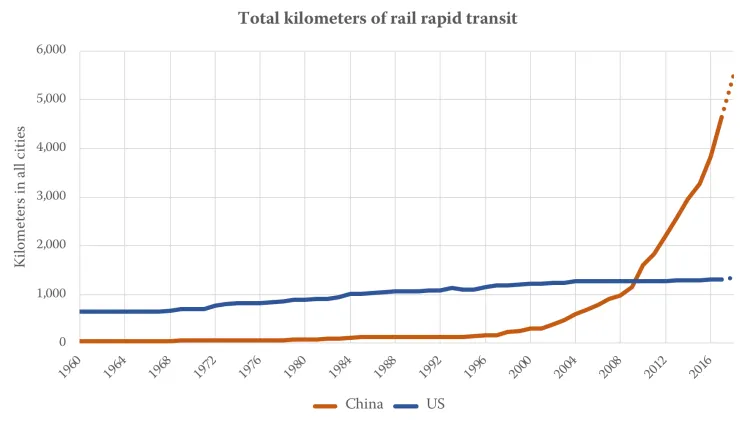 Total kilometers of rail rapid transit
6,000
5,000
4,000
3,000
2,000
1,000
0
Kilometers in all cities
1960 1964 1968 1972 1976 1980 1984 1988 1992 1996 2000 2004 2008 2012 2016
China US